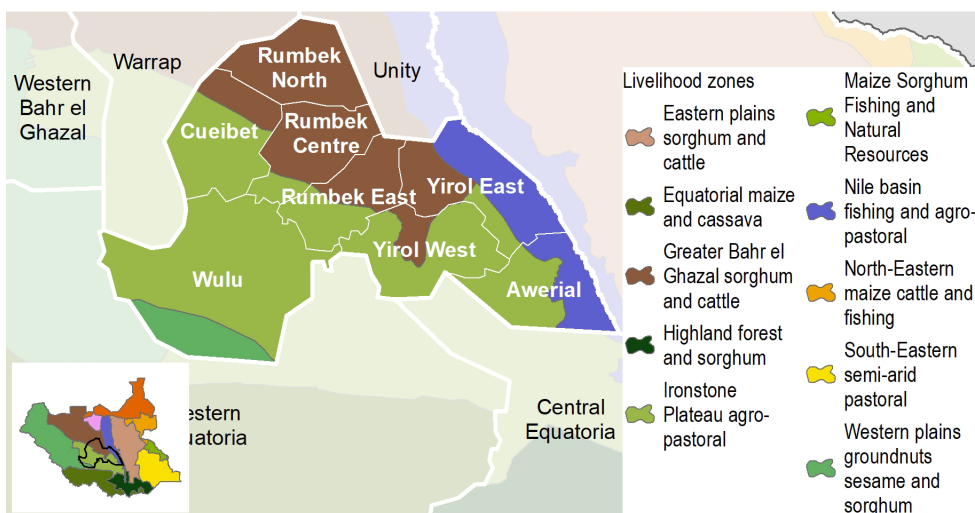 Warrap
Western
Bahr el
Ghazal
Unity
Rumbek
North
Cueibet
Rumbek
Centre
Rumbek East
Yirol East
Yirol West
Wulu
Awerial
estern
uatoria
Central
Equatoria
Livelihood zones
Eastern plains
sorghum and
cattle
Equatorial maize
and cassava
Greater Bahr el
Ghazal sorghum
and cattle
Highland forest
and sorghum
Ironstone
Plateau agro-
pastoral
Maize Sorghum
Fishing and
Natural
Resources
Nile basin
fishing and agro-
pastoral
North-Eastern
maize cattle and
fishing
South-Eastern
semi-arid
pastoral
Western plains
groundnuts
sesame and
sorghum